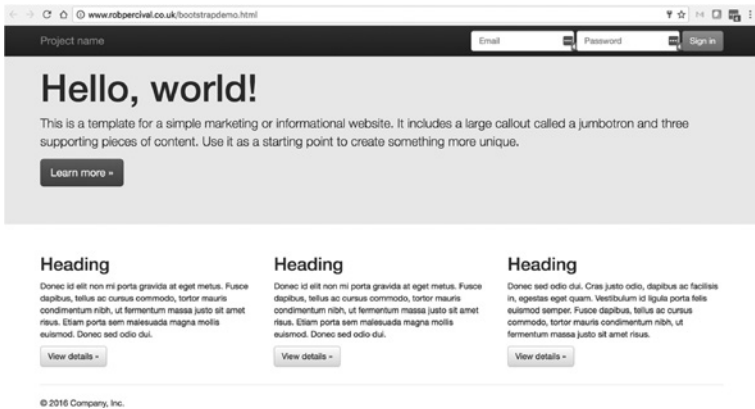 www.robpercival.co.uk/bootstrapdemo.html
Project name
Email
Password
Sign in
Hello, world!
This is a template for a simple marketing or informational website. It includes a large callout called a jumbotron and three
supporting pieces of content. Use it as a starting point to create something more unique.
Learn more »
Heading
Donec id elit non mi porta gravida at eget metus. Fusce
dapibus, tellus ac cursus commodo, tortor mauris
condimentum nibh, ut fermentum massa justo sit amet
risus. Etiam porta sem malesuada magna mollis
euismod. Donec sed odio dui.
View details »
Heading
Donec id elit non mi porta gravida at eget metus. Fusce
dapibus, tellus ac cursus commodo, tortor mauris
condimentum nibh, ut fermentum massa justo sit amet
risus. Etiam porta sem malesuada magna mollis
euismod. Donec sed odio dui.
View details »
Heading
Donec sed odio dui. Cras justo odio, dapibus ac facilisis
in, egestas eget quam. Vestibulum id ligula porta felis
euismod semper. Fusce dapibus, tellus ac cursus
commodo, tortor mauris condimentum nibh, ut
fermentum massa justo sit amet risus.
View details »
© 2016 Company, Inc.